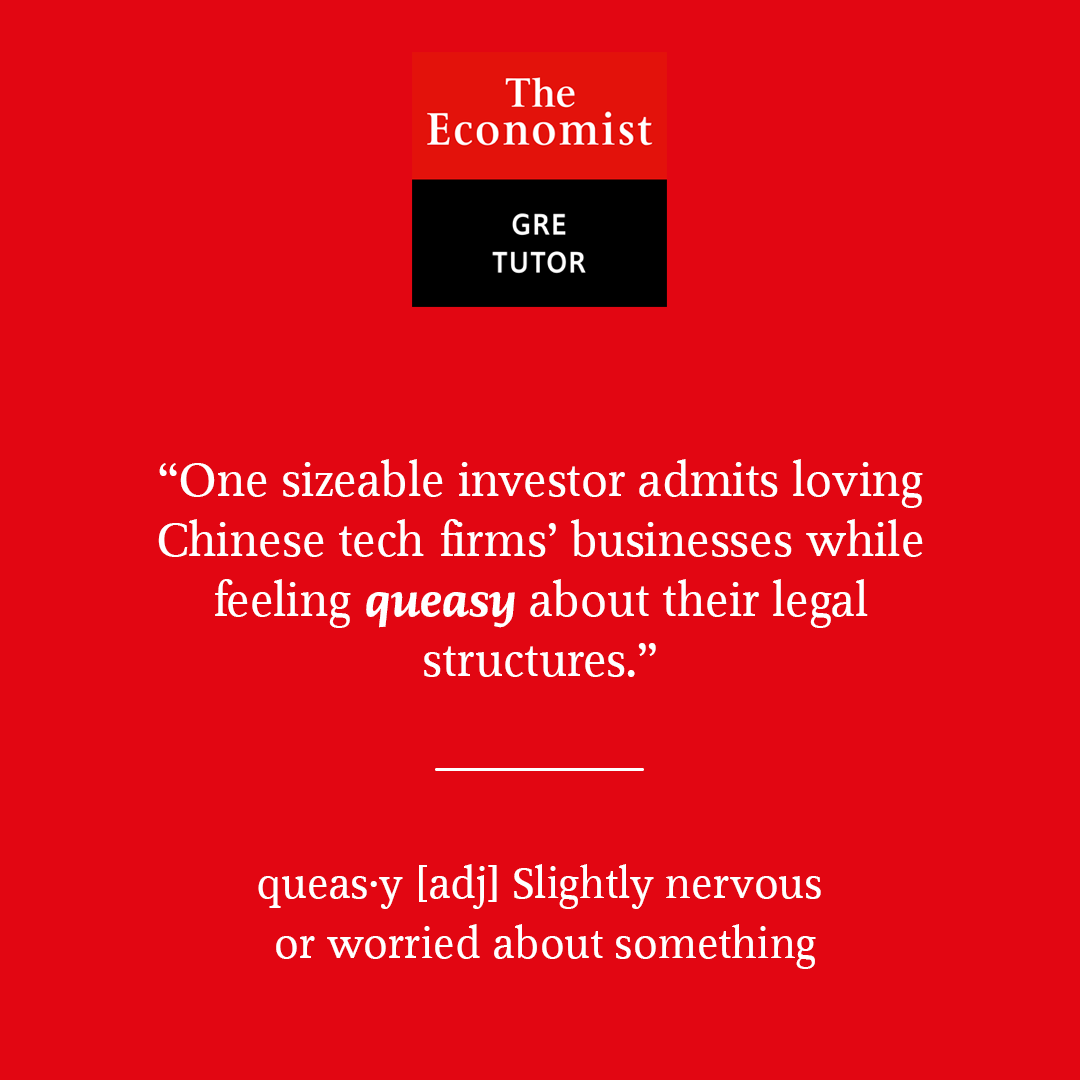 The
Economist
GRE
TUTOR
“One sizeable investor admits loving
Chinese tech firms’ businesses while
feeling queasy about their legal
structures.”
queas·y [adj] Slightly nervous
or worried about something